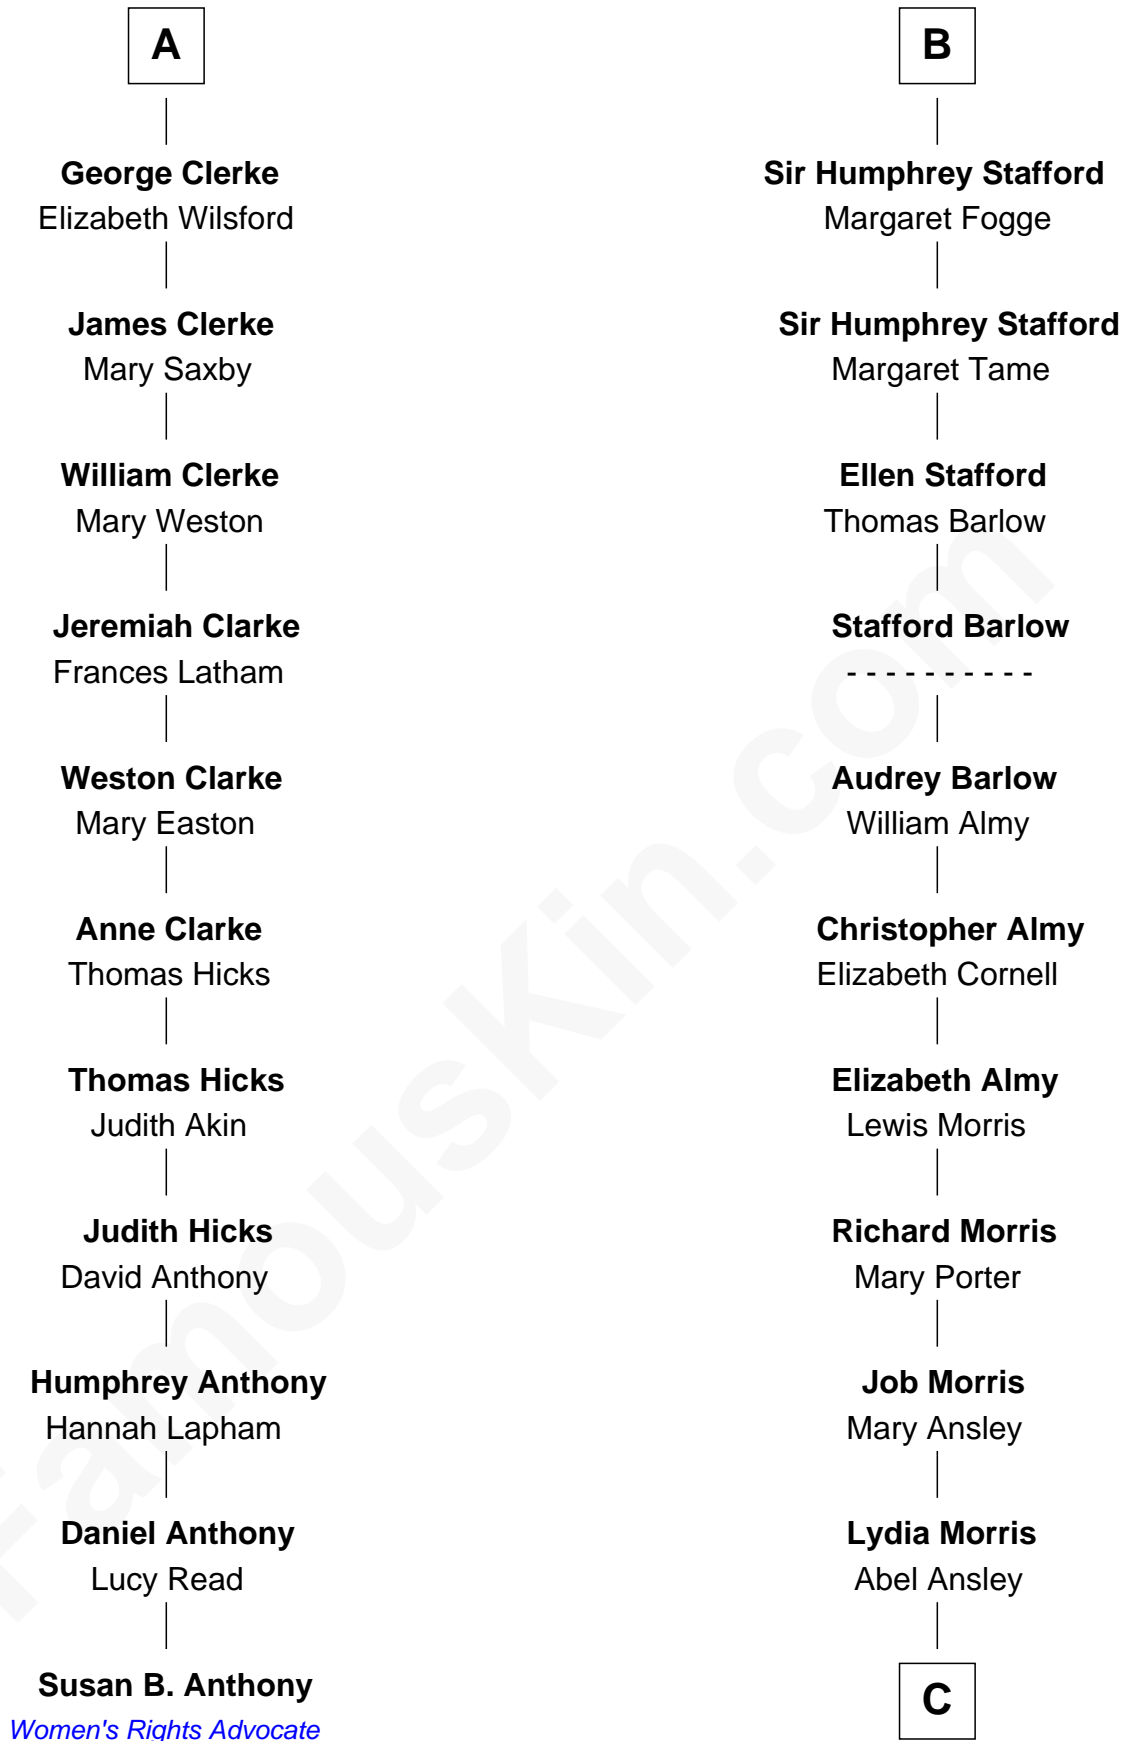 A
George Clerke
Elizabeth Wilsford
James Clerke
Mary Saxby
William Clerke
Mary Weston
Jeremiah Clarke
Frances Latham
Weston Clarke
Mary Easton
Anne Clarke
Thomas Hicks
Thomas Hicks
Judith Akin
Judith Hicks
David Anthony
Humphrey Anthony
Hannah Lapham
Daniel Anthony
Lucy Read
Susan B. Anthony
Women's Rights Advocate
B
Sir Humphrey Stafford
Margaret Fogge
Sir Humphrey Stafford
Margaret Tame
Ellen Stafford
Thomas Barlow
Stafford Barlow
- - - - - - - - - -
Audrey Barlow
William Almy
Christopher Almy
Elizabeth Cornell
Elizabeth Almy
Lewis Morris
Richard Morris
Mary Porter
Job Morris
Mary Ansley
Lydia Morris
Abel Ansley
C
FamousKin.com